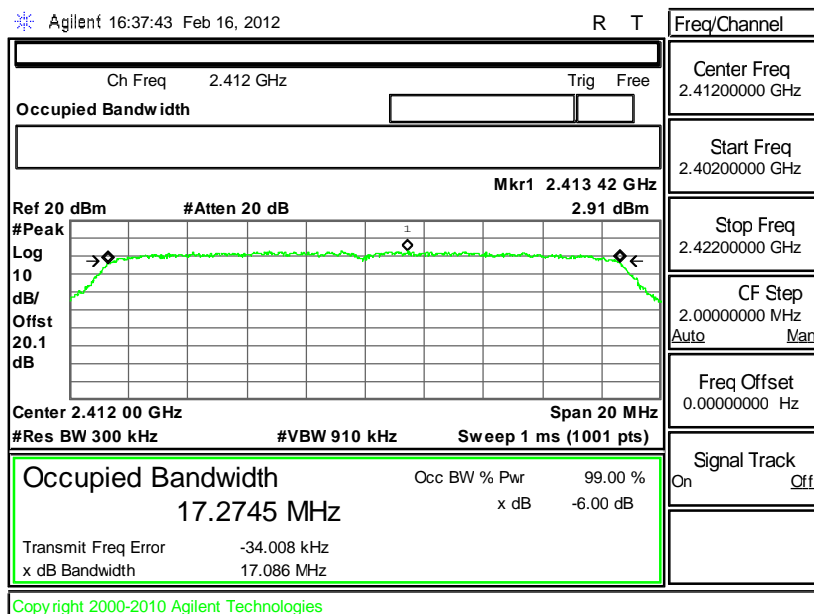 Agilent 16:37:43 Feb 16, 2012 R T
Freq/Channel
Ch Freq 2.412 GHz Trig Free
Occupied Bandwidth
Center Freq
2.41200000 GHz
Start Freq
2.40200000 GHz
Stop Freq
2.42200000 GHz
CF Step
2.00000000 MHz
Auto Man
Freq Offset
0.00000000 Hz
Signal Track
On Off
Mkr1 2.413 42 GHz
Ref 20 dBm #Atten 20 dB 2.91 dBm
#Peak
Log
10
dB/
Offst
20.1
dB
1
Center 2.412 00 GHz Span 20 MHz
#Res BW 300 kHz #VBW 910 kHz Sweep 1 ms (1001 pts)
Occupied Bandwidth Occ BW % Pwr 99.00 %
17.2745 MHz x dB -6.00 dB
Transmit Freq Error -34.008 kHz
x dB Bandwidth 17.086 MHz
Copyright 2000-2010 Agilent Technologies